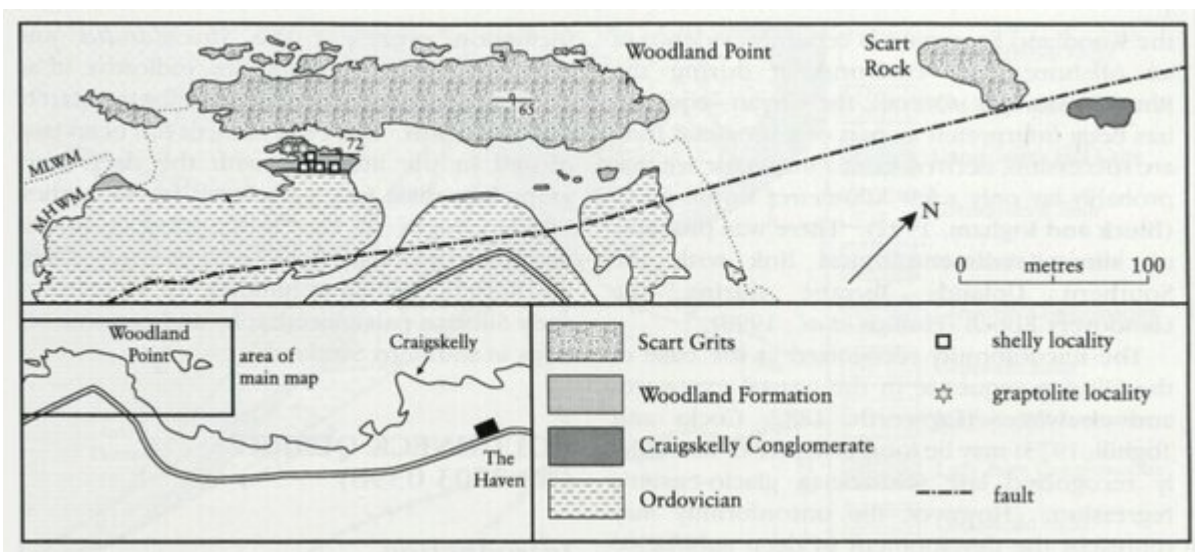 Woodland Point
Scart
Rock
65
72
MLWM
MHWM
N
0 metres 100
Woodland
Point
area of
main map
Craigskelly
The
Haven
Scart Grits
Woodland Formation
Craigskelly Conglomerate
Ordovician
shelly locality
graptolite locality
fault